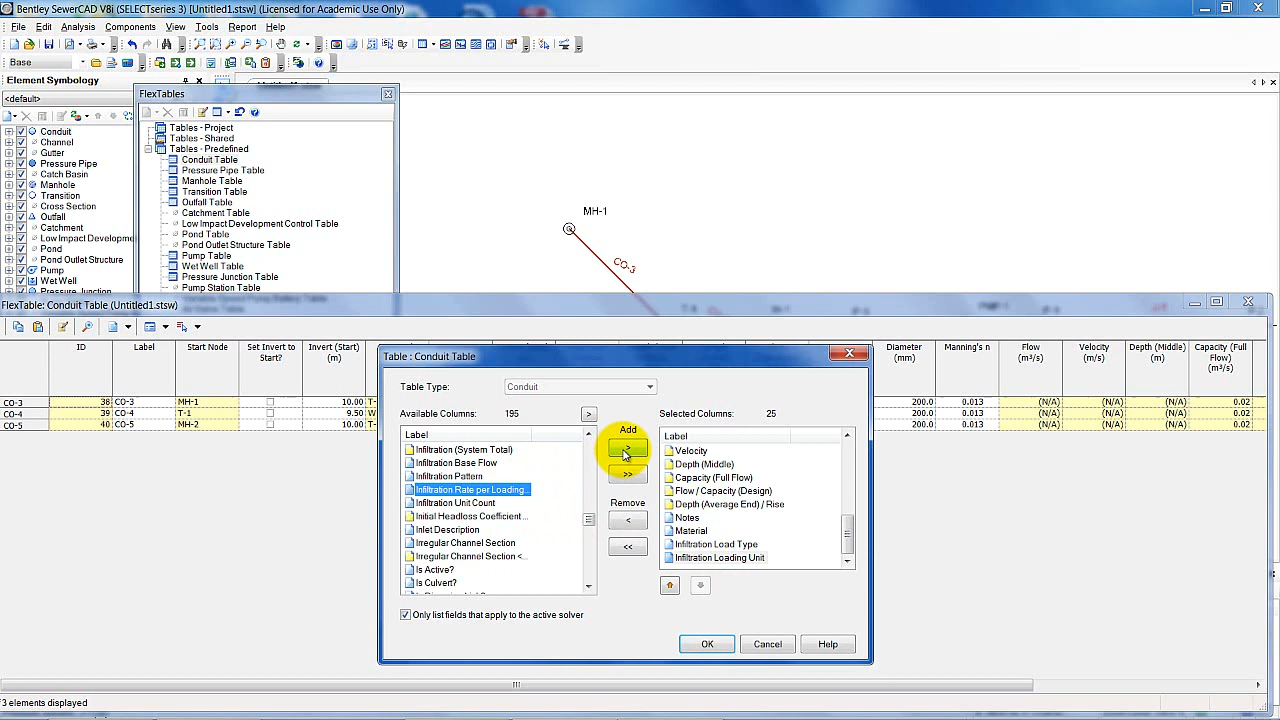 Bentley SewerCAD V8i (SELECTseries 3) [Untitled1.stsw] (Licensed for Academic Use Only)
File Edit Analysis Components View Tools Report Help
Base
Element Symbology
<default>
Conduit
Channel
Gutter
Pressure Pipe
Catch Basin
Manhole
Transition
Cross Section
Outfall
Catchment
Low Impact Developme
Pond
Pond Outlet Structure
Pump
Wet Well
Pressure Junction
FlexTables
Tables - Project
Tables - Shared
Tables - Predefined
Conduit Table
Pressure Pipe Table
Manhole Table
Transition Table
Outfall Table
Catchment Table
Low Impact Development Control Table
Pond Table
Pond Outlet Structure Table
Pump Table
Wet Well Table
Pressure Junction Table
Pump Station Table
MH-1
CO-3
FlexTable: Conduit Table (Untitled1.stsw)
ID Label Start Node Set Invert to Start? Invert (Start) (m) Diameter (mm) Manning's n Flow (m³/s) Velocity (m/s) Depth (Middle) (m) Capacity (Full Flow) (m³/s)
CO-3 38 CO-3 MH-1 10.00 T- 200.0 0.013 (N/A) (N/A) (N/A) 0.02
CO-4 39 CO-4 T-1 9.50 W 200.0 0.013 (N/A) (N/A) (N/A) 0.02
CO-5 40 CO-5 MH-2 10.00 T- 200.0 0.013 (N/A) (N/A) (N/A) 0.02
Table : Conduit Table
Table Type: Conduit
Available Columns: 195 >
Label
Infiltration (System Total)
Infiltration Base Flow
Infiltration Pattern
Infiltration Rate per Loading...
Infiltration Unit Count
Initial Headloss Coefficient ...
Inlet Description
Irregular Channel Section
Irregular Channel Section <...
Is Active?
Is Culvert?
Add
>
>>
Remove
<
<<
Selected Columns: 25
Label
Velocity
Depth (Middle)
Capacity (Full Flow)
Flow / Capacity (Design)
Depth (Average End) / Rise
Notes
Material
Infiltration Load Type
Infiltration Loading Unit
Only list fields that apply to the active solver
OK Cancel Help
3 elements displayed